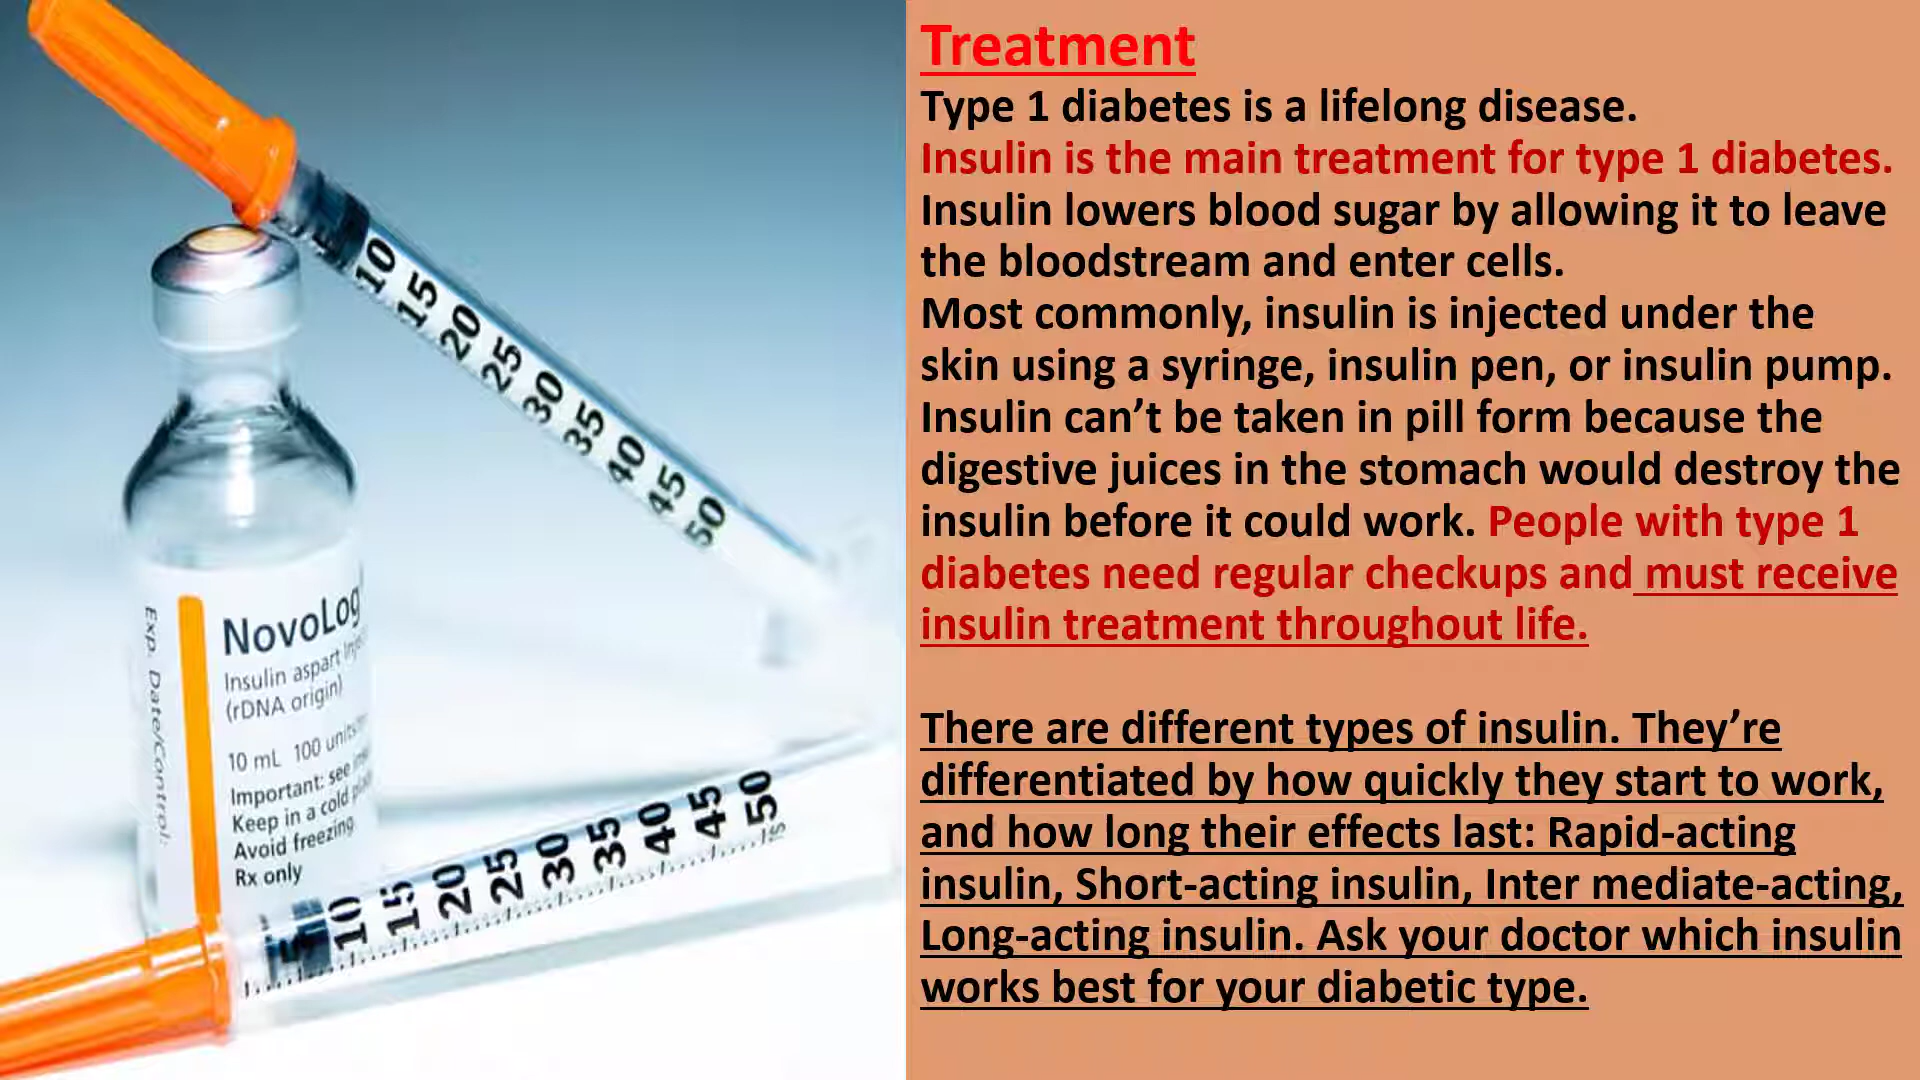 Treatment
Type 1 diabetes is a lifelong disease.
Insulin is the main treatment for type 1 diabetes.
Insulin lowers blood sugar by allowing it to leave
the bloodstream and enter cells.
Most commonly, insulin is injected under the
skin using a syringe, insulin pen, or insulin pump.
Insulin can’t be taken in pill form because the
digestive juices in the stomach would destroy the
insulin before it could work. People with type 1
diabetes need regular checkups and must receive
insulin treatment throughout life.
There are different types of insulin. They’re
differentiated by how quickly they start to work,
and how long their effects last: Rapid-acting
insulin, Short-acting insulin, Inter mediate-acting,
Long-acting insulin. Ask your doctor which insulin
works best for your diabetic type.
5 10 15 20 25 30 35 40 45 50
NovoLog
Insulin aspart
(rDNA origin)
10 mL 100 units
Important: see
Keep in a cold
Avoid freezing
Rx only
Exp. Date/Control:
5 10 15 20 25 30 35 40 45 50